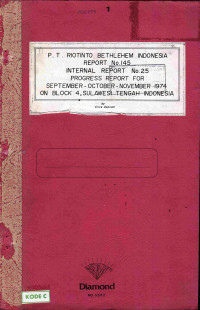 1
P. T. RIOTINTO BETHLEHEM INDONESIA
REPORT No.145
INTERNAL REPORT No.25
PROGRESS REPORT FOR
SEPTEMBER-OCTOBER-NOVEMBER 1974
ON BLOCK 4, SULAWESI TENGAH INDONESIA
By
Diamond
KODE C